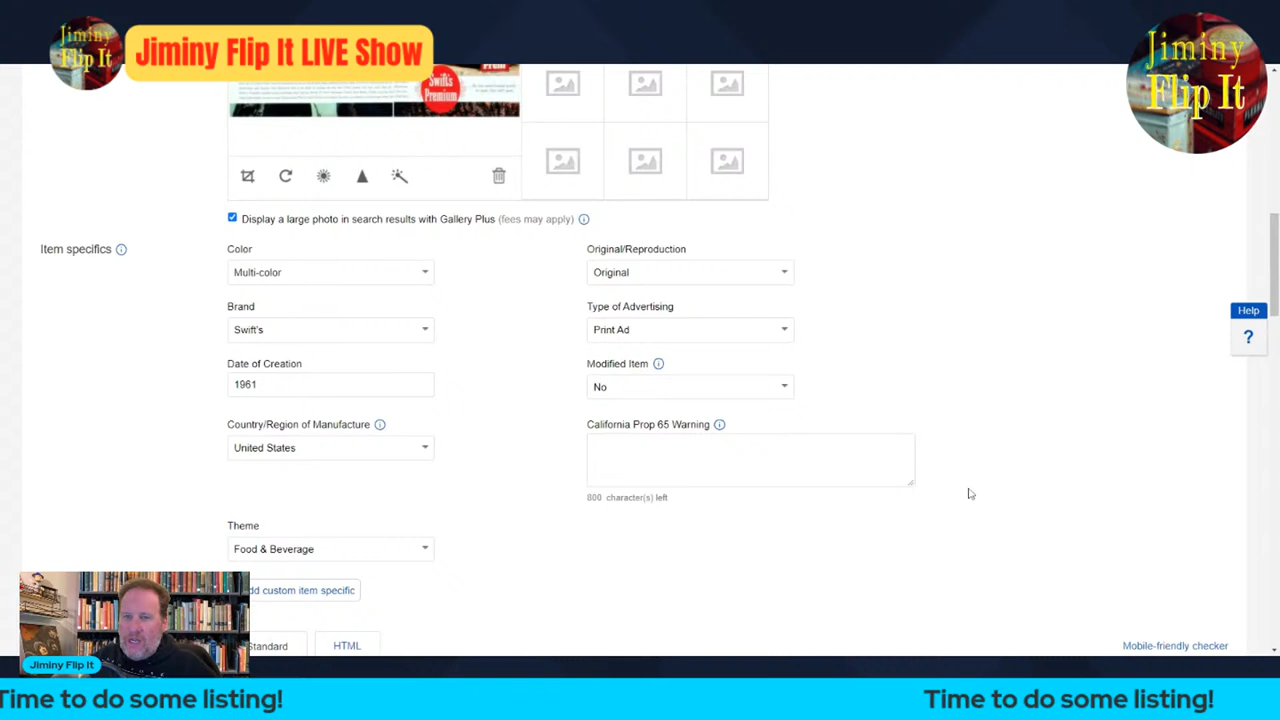 Jiminy
Flip It
Jiminy Flip It LIVE Show
Jiminy
Flip It
Swift's
Premium
Display a large photo in search results with Gallery Plus (fees may apply)
Item specifics
Color
Original/Reproduction
Multi-color
Original
Brand
Type of Advertising
Swift's
Print Ad
Date of Creation
Modified Item
1961
No
Country/Region of Manufacture
California Prop 65 Warning
United States
800 character(s) left
Theme
Food & Beverage
dd custom item specific
Standard
HTML
Mobile-friendly checker
Help
?
Jiminy Flip It
Time to do some listing!
Time to do some listing!